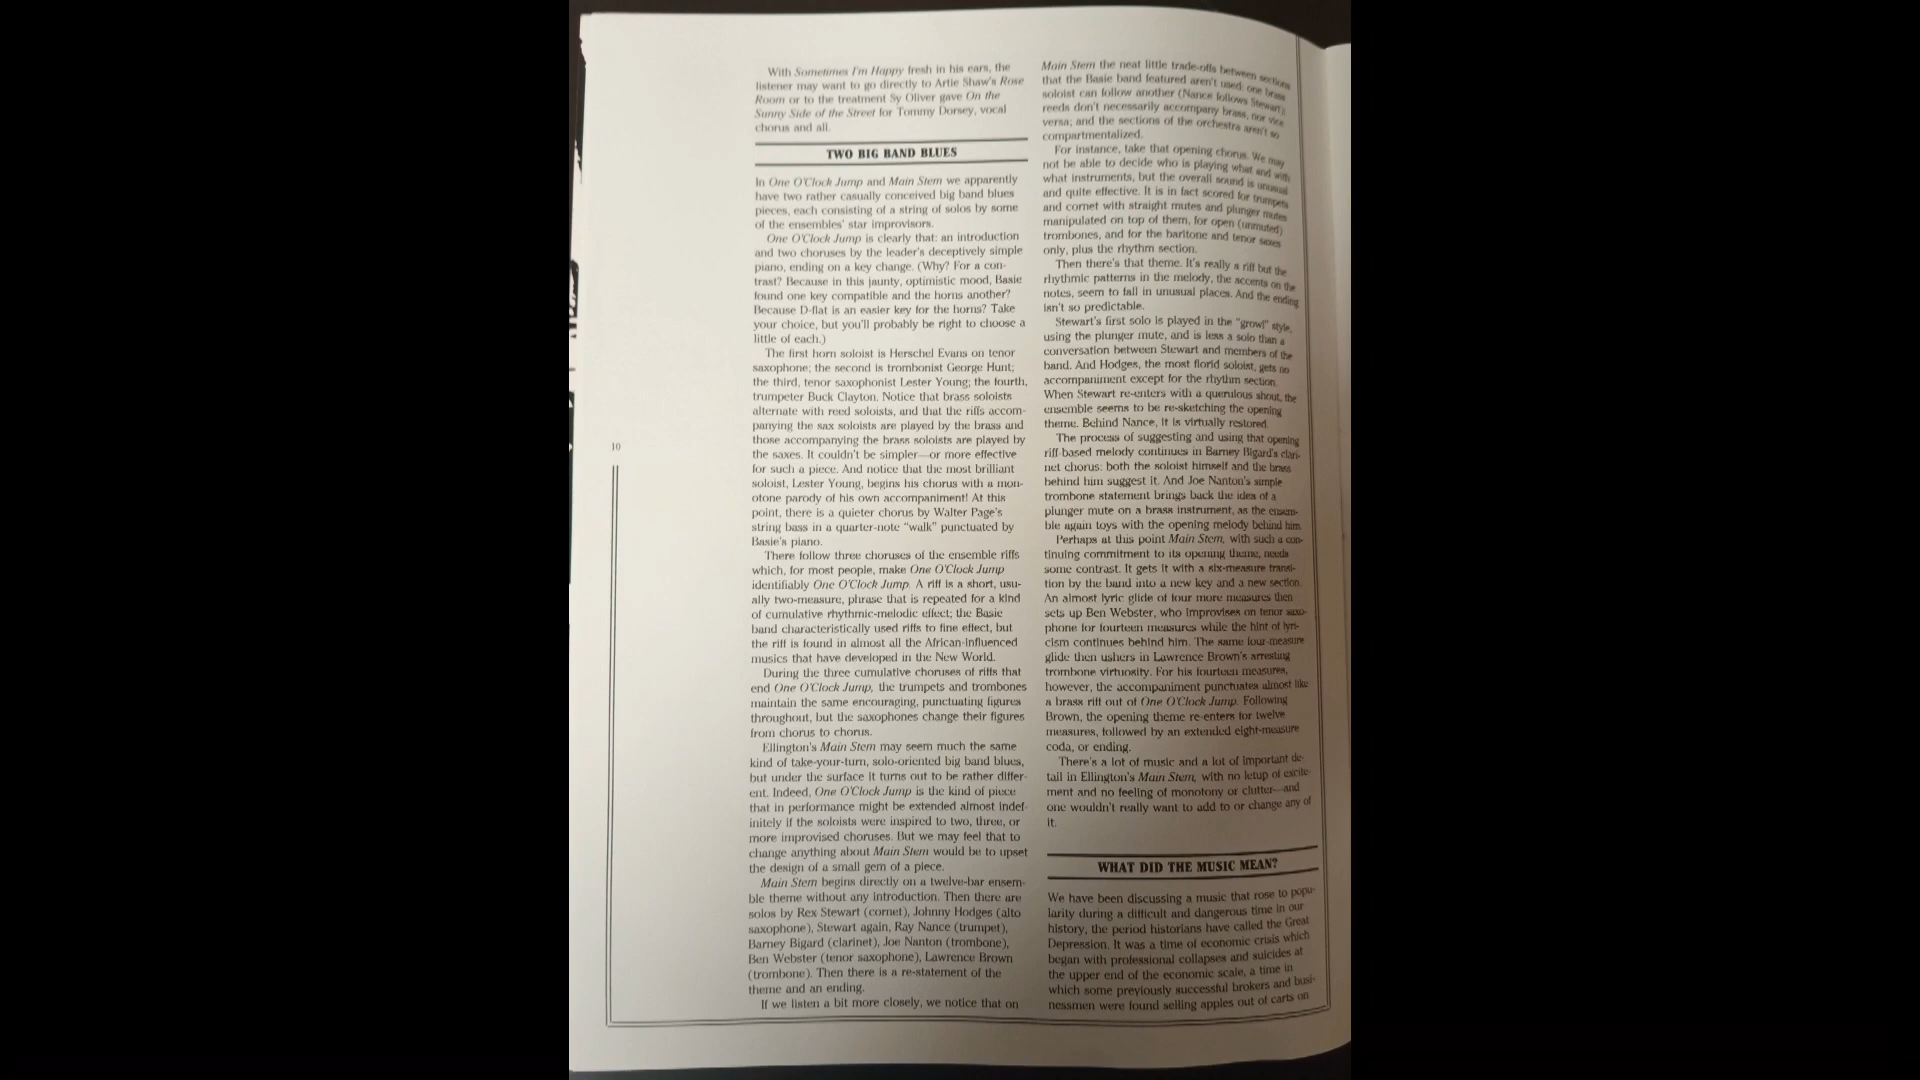 With Sometimes I'm Happy fresh in his ears, the
listener may want to go directly to Artie Shaw's Rose
Room or to the treatment Sy Oliver gave On the
Sunny Side of the Street for Tommy Dorsey, vocal
chorus and all.
TWO BIG BAND BLUES
In One O'Clock Jump and Main Stem we apparently
have two rather casually conceived big band blues
pieces, each consisting of a string of solos by some
of the ensembles' star improvisors.
One O'Clock Jump is clearly that: an introduction
and two choruses by the leader's deceptively simple
piano, ending on a key change. (Why? For a con-
trast? Because in this jaunty, optimistic mood, Basie
found one key compatible and the horns another?
Because D-flat is an easier key for the horns? Take
your choice, but you'll probably be right to choose a
little of each.)
The first horn soloist is Herschel Evans on tenor
saxophone; the second is trombonist George Hunt;
the third, tenor saxophonist Lester Young; the fourth,
trumpeter Buck Clayton. Notice that brass soloists
alternate with reed soloists, and that the riffs accom-
panying the sax soloists are played by the brass and
those accompanying the brass soloists are played by
the saxes. It couldn't be simpler—or more effective
for such a piece. And notice that the most brilliant
soloist, Lester Young, begins his chorus with a mon-
otone parody of his own accompaniment! At this
point, there is a quieter chorus by Walter Page's
string bass in a quarter-note "walk" punctuated by
Basie's piano.
There follow three choruses of the ensemble riffs
which, for most people, make One O'Clock Jump
identifiably One O'Clock Jump. A riff is a short, usu-
ally two-measure, phrase that is repeated for a kind
of cumulative rhythmic-melodic effect; the Basie
band characteristically used riffs to fine effect, but
the riff is found in almost all the African-influenced
musics that have developed in the New World.
During the three cumulative choruses of riffs that
end One O'Clock Jump, the trumpets and trombones
maintain the same encouraging, punctuating figures
throughout, but the saxophones change their figures
from chorus to chorus.
Ellington's Main Stem may seem much the same
kind of take-your-turn, solo-oriented big band blues,
but under the surface it turns out to be rather differ-
ent. Indeed, One O'Clock Jump is the kind of piece
that in performance might be extended almost indef-
initely if the soloists were inspired to two, three, or
more improvised choruses. But we may feel that to
change anything about Main Stem would be to upset
the design of a small gem of a piece.
Main Stem begins directly on a twelve-bar ensem-
ble theme without any introduction. Then there are
solos by Rex Stewart (cornet), Johnny Hodges (alto
saxophone), Stewart again, Ray Nance (trumpet),
Barney Bigard (clarinet), Joe Nanton (trombone),
Ben Webster (tenor saxophone), Lawrence Brown
(trombone). Then there is a re-statement of the
theme and an ending.
If we listen a bit more closely, we notice that on
Main Stem the neat little trade-offs between sections
that the Basie band featured aren't used: one brass
soloist can follow another (Nance follows Stewart);
reeds don't necessarily accompany brass, nor vice
versa; and the sections of the orchestra aren't so
compartmentalized.
For instance, take that opening chorus. We may
not be able to decide who is playing what and with
what instruments, but the overall sound is unusual
and quite effective. It is in fact scored for trumpets
and cornet with straight mutes and plunger mutes
manipulated on top of them, for open (unmuted)
trombones, and for the baritone and tenor saxes
only, plus the rhythm section.
Then there's that theme. It's really a riff but the
rhythmic patterns in the melody, the accents on the
notes, seem to fall in unusual places. And the ending
isn't so predictable.
Stewart's first solo is played in the "growl" style,
using the plunger mute, and is less a solo than a
conversation between Stewart and members of the
band. And Hodges, the most florid soloist, gets no
accompaniment except for the rhythm section.
When Stewart re-enters with a querulous shout, the
ensemble seems to be re-sketching the opening
theme. Behind Nance, it is virtually restored.
The process of suggesting and using that opening
riff-based melody continues in Barney Bigard's clari-
net chorus: both the soloist himself and the brass
behind him suggest it. And Joe Nanton's simple
trombone statement brings back the idea of a
plunger mute on a brass instrument, as the ensem-
ble again toys with the opening melody behind him.
Perhaps at this point Main Stem, with such a con-
tinuing commitment to its opening theme, needs
some contrast. It gets it with a six-measure transi-
tion by the band into a new key and a new section.
An almost lyric glide of four more measures then
sets up Ben Webster, who improvises on tenor saxo-
phone for fourteen measures while the hint of lyri-
cism continues behind him. The same four-measure
glide then ushers in Lawrence Brown's arresting
trombone virtuosity. For his fourteen measures,
however, the accompaniment punctuates almost like
a brass riff out of One O'Clock Jump. Following
Brown, the opening theme re-enters for twelve
measures, followed by an extended eight-measure
coda, or ending.
There's a lot of music and a lot of important de-
tail in Ellington's Main Stem, with no letup of excite-
ment and no feeling of monotony or clutter—and
one wouldn't really want to add to or change any of
it.
WHAT DID THE MUSIC MEAN?
We have been discussing a music that rose to popu-
larity during a difficult and dangerous time in our
history, the period historians have called the Great
Depression. It was a time of economic crisis which
began with professional collapses and suicides at
the upper end of the economic scale, a time in
which some previously successful brokers and busi-
nessmen were found selling apples out of carts on
10